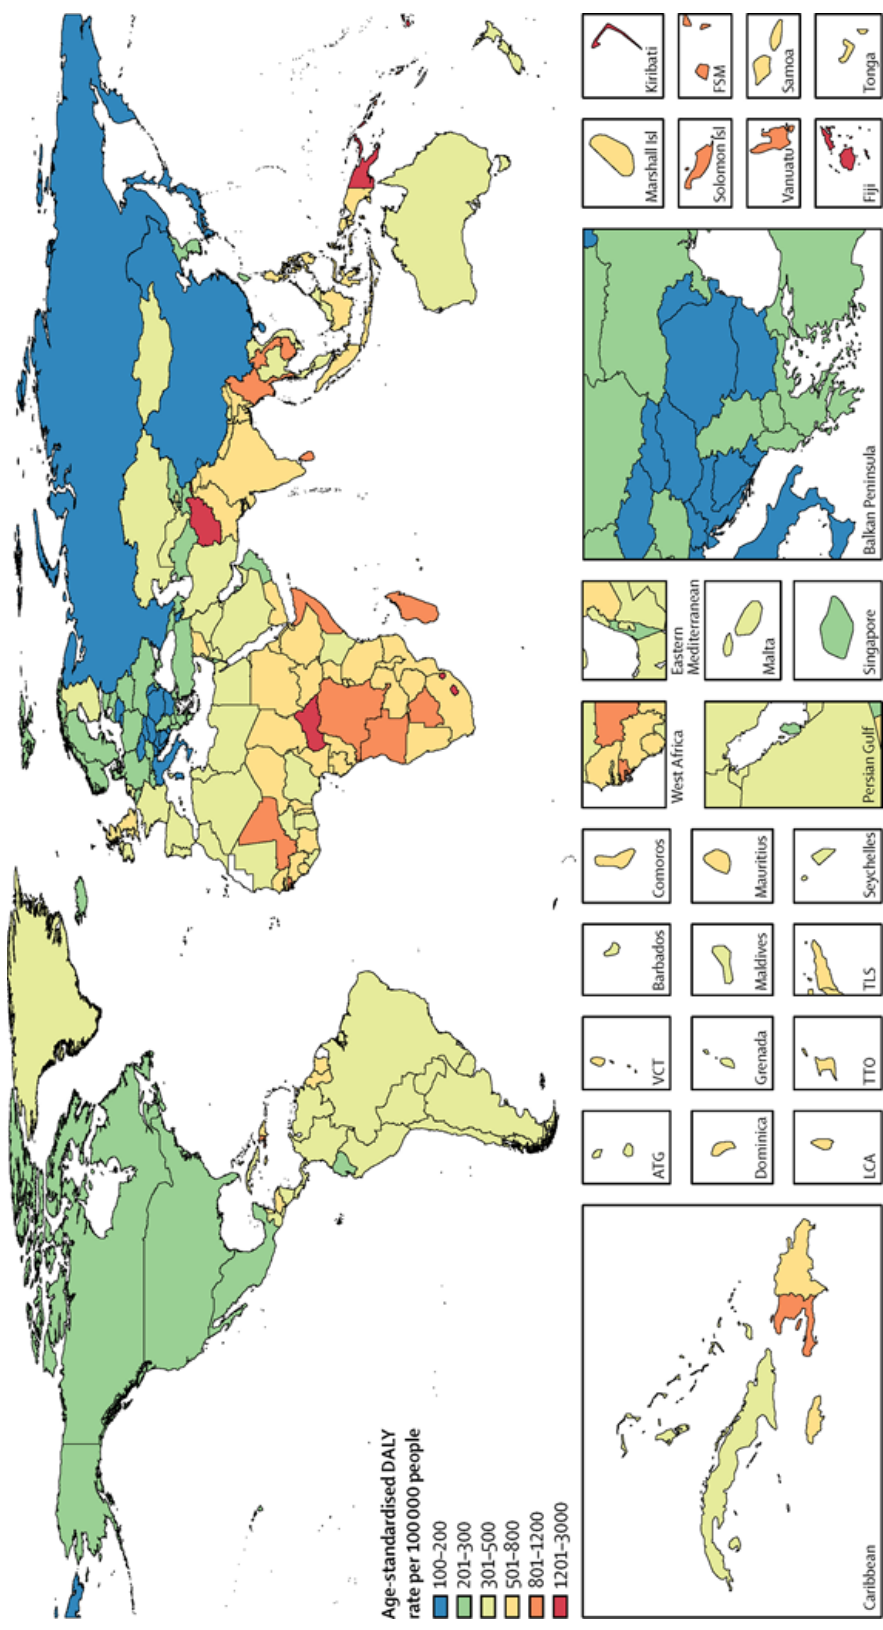 Age-standardised DALY
rate per 100 000 people
100–200
201–300
301–500
501–800
801–1200
1201–3000
Caribbean
ATG
VCT
Barbados
Comoros
West Africa
Eastern
Mediterranean
Dominica
Grenada
Maldives
Mauritius
Malta
LCA
TTO
TLS
Seychelles
Persian Gulf
Singapore
Balkan Peninsula
Marshall Isl
Kiribati
Solomon Isl
FSM
Vanuatu
Samoa
Fiji
Tonga